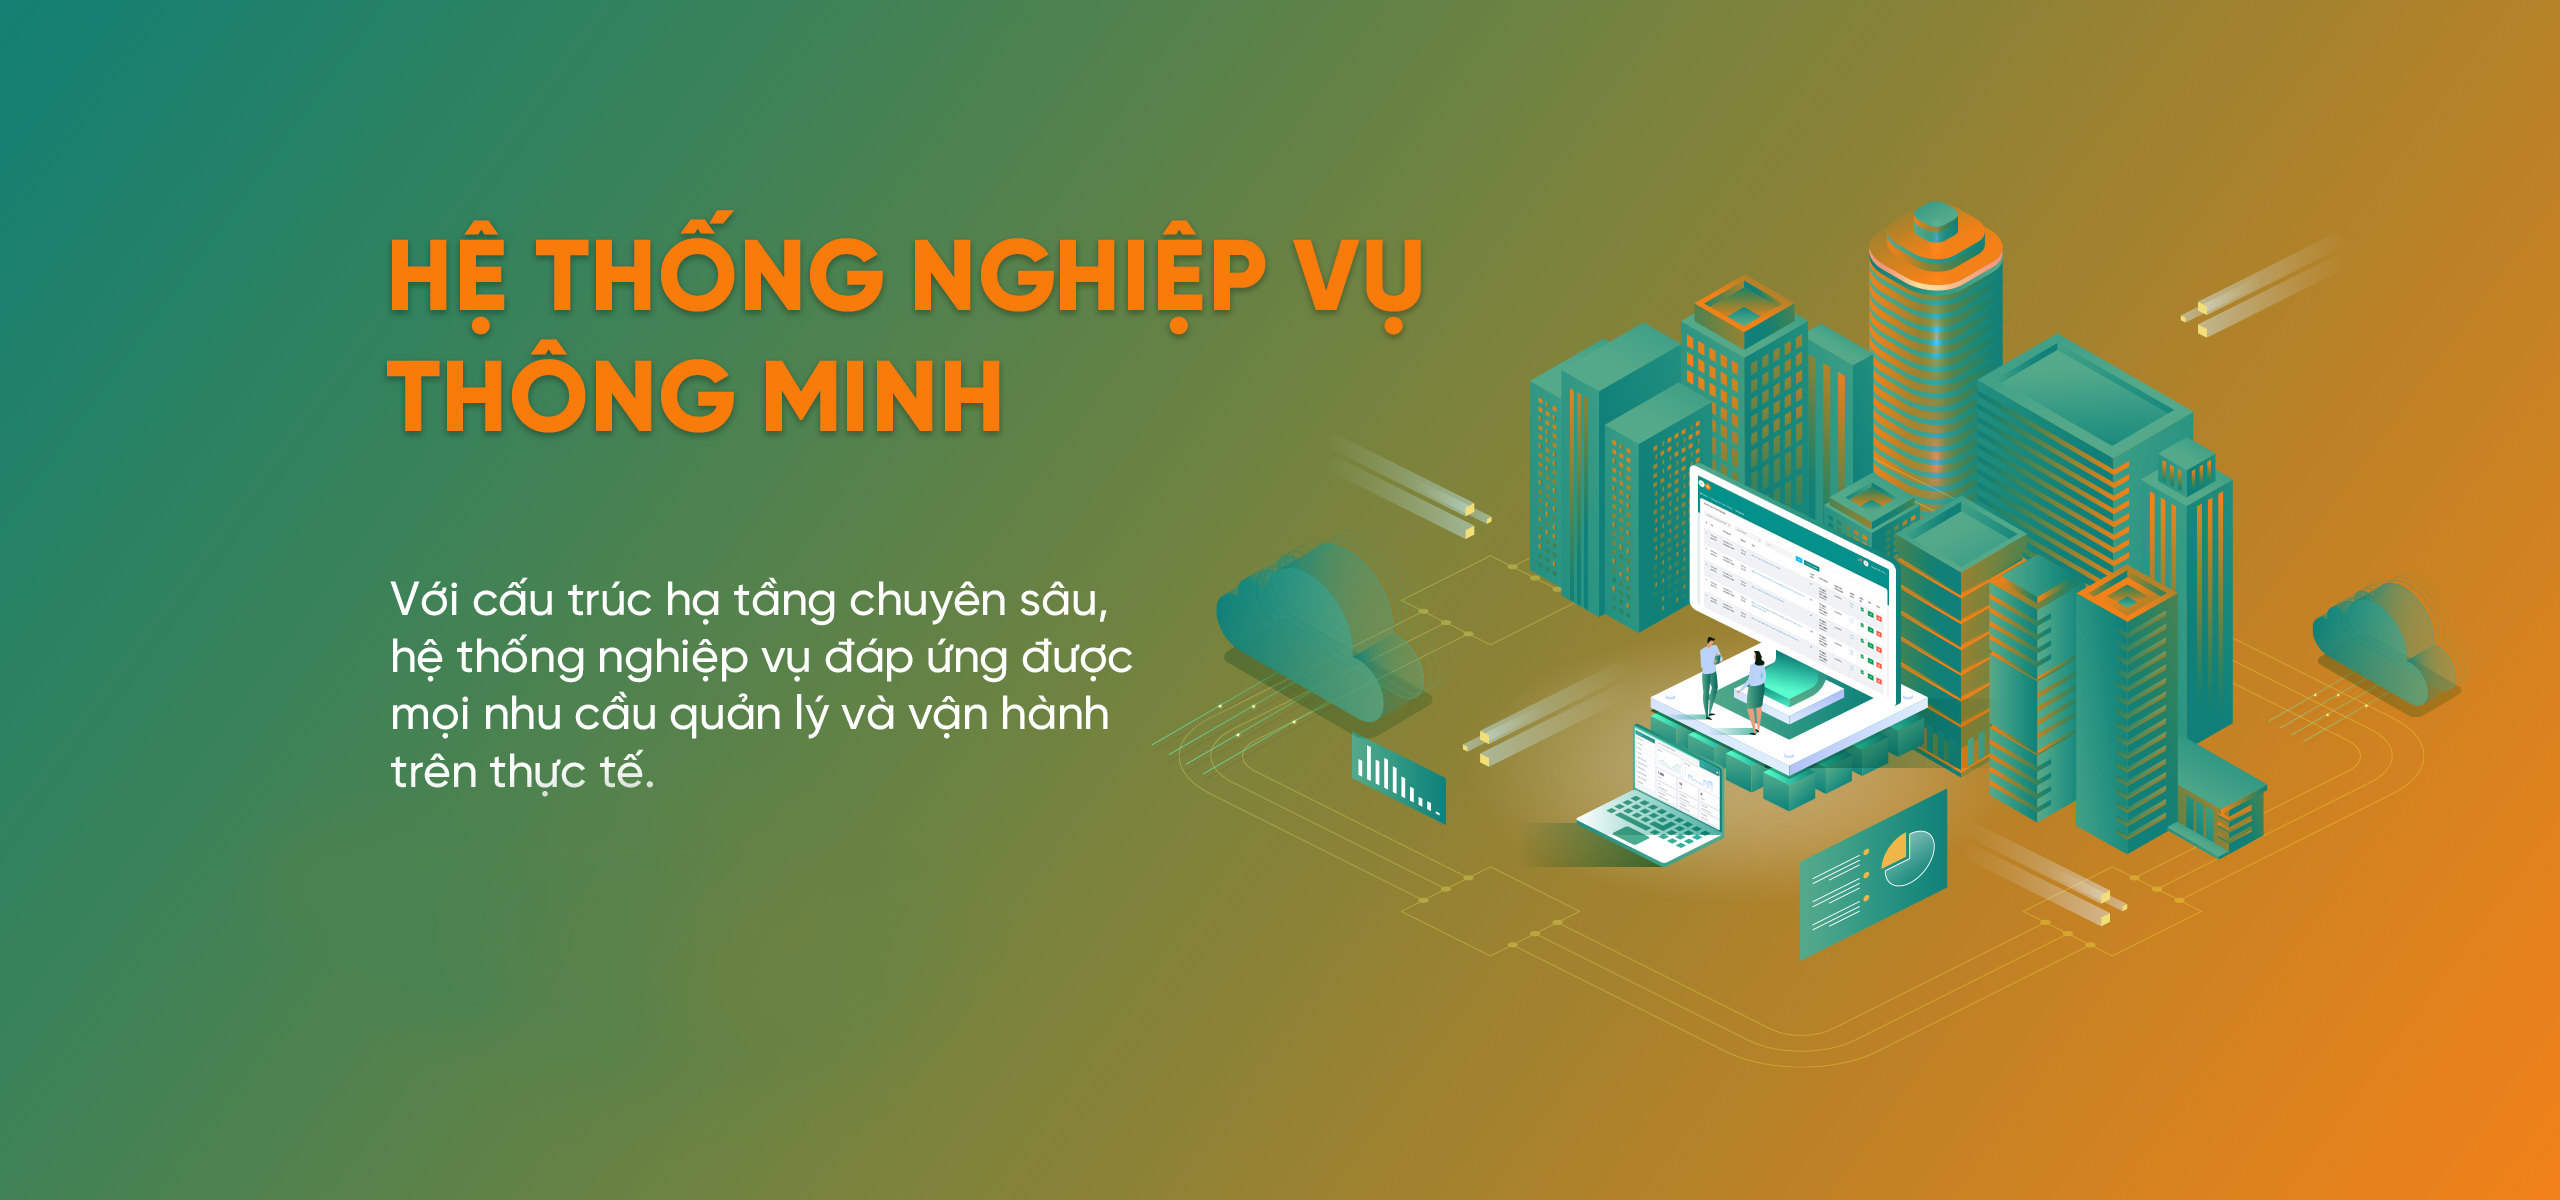 HỆ THỐNG NGHIỆP VỤ
THÔNG MINH
Với cấu trúc hạ tầng chuyên sâu,
hệ thống nghiệp vụ đáp ứng được
mọi nhu cầu quản lý và vận hành
trên thực tế.